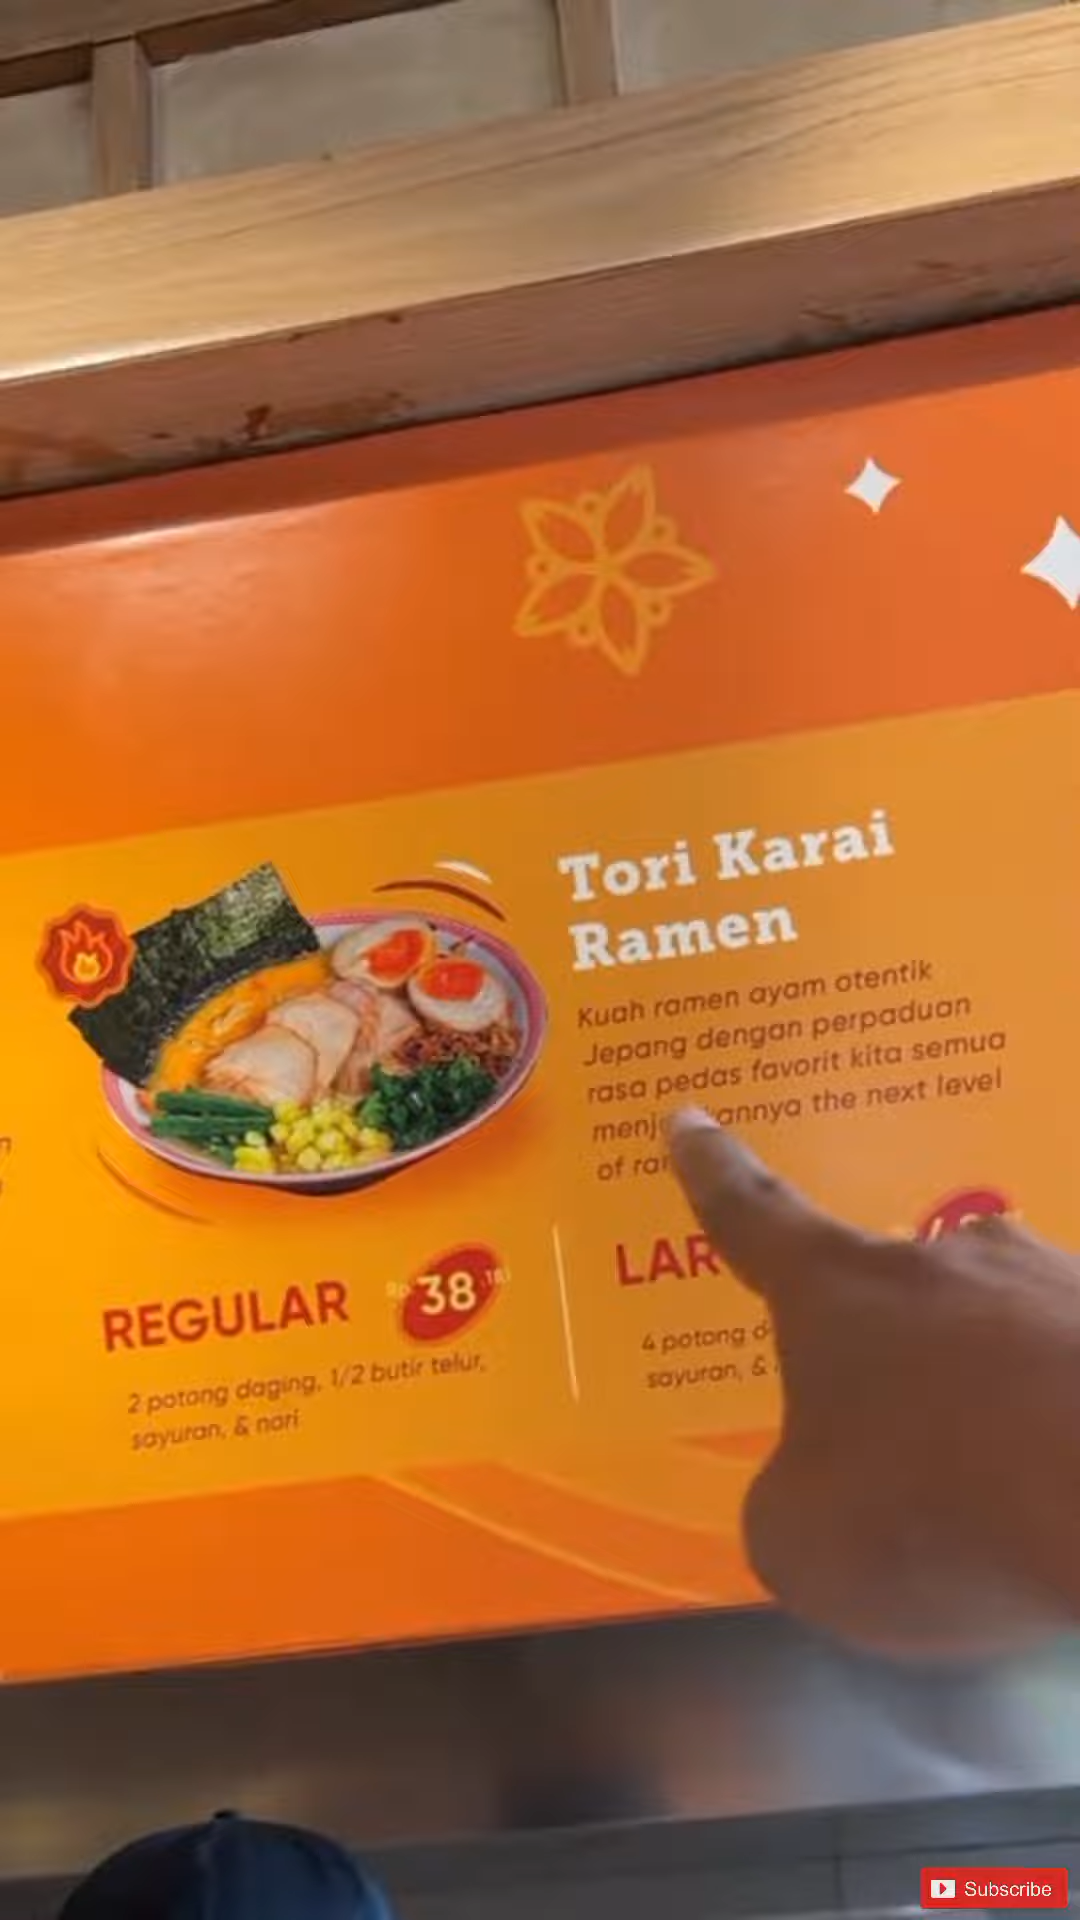 Tori Karai
Ramen
Kuah ramen ayam otentik
Jepang dengan perpaduan
rasa pedas favorit kita semua
the next level
of
REGULAR
Rp 38
2 potong daging, 1/2 butir telur,
sayuran, & nori
4 potong
sayuran, &
Subscribe